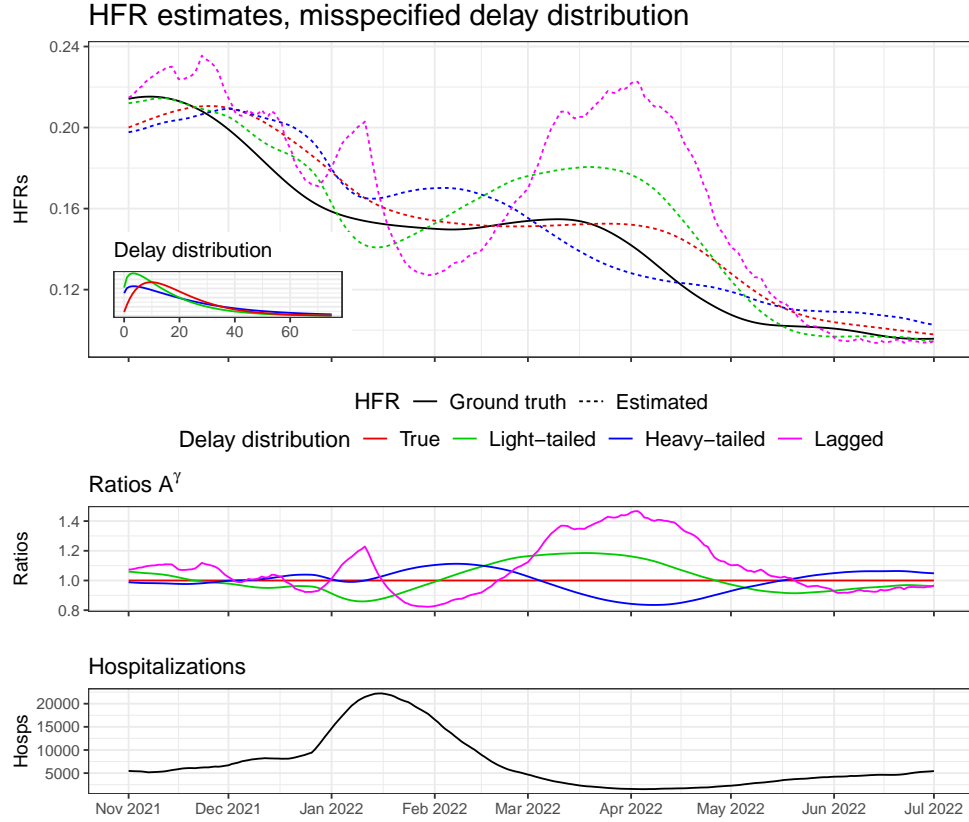 HFR estimates, misspecified delay distribution
0.24
0.20
0.16
0.12
HFRs
Delay distribution
0 20 40 60
HFR Ground truth Estimated
Delay distribution True Light−tailed Heavy−tailed Lagged
Ratios A^γ
1.4
1.2
1.0
0.8
Ratios
Hospitalizations
20000
15000
10000
5000
Hosps
Nov 2021 Dec 2021 Jan 2022 Feb 2022 Mar 2022 Apr 2022 May 2022 Jun 2022 Jul 2022